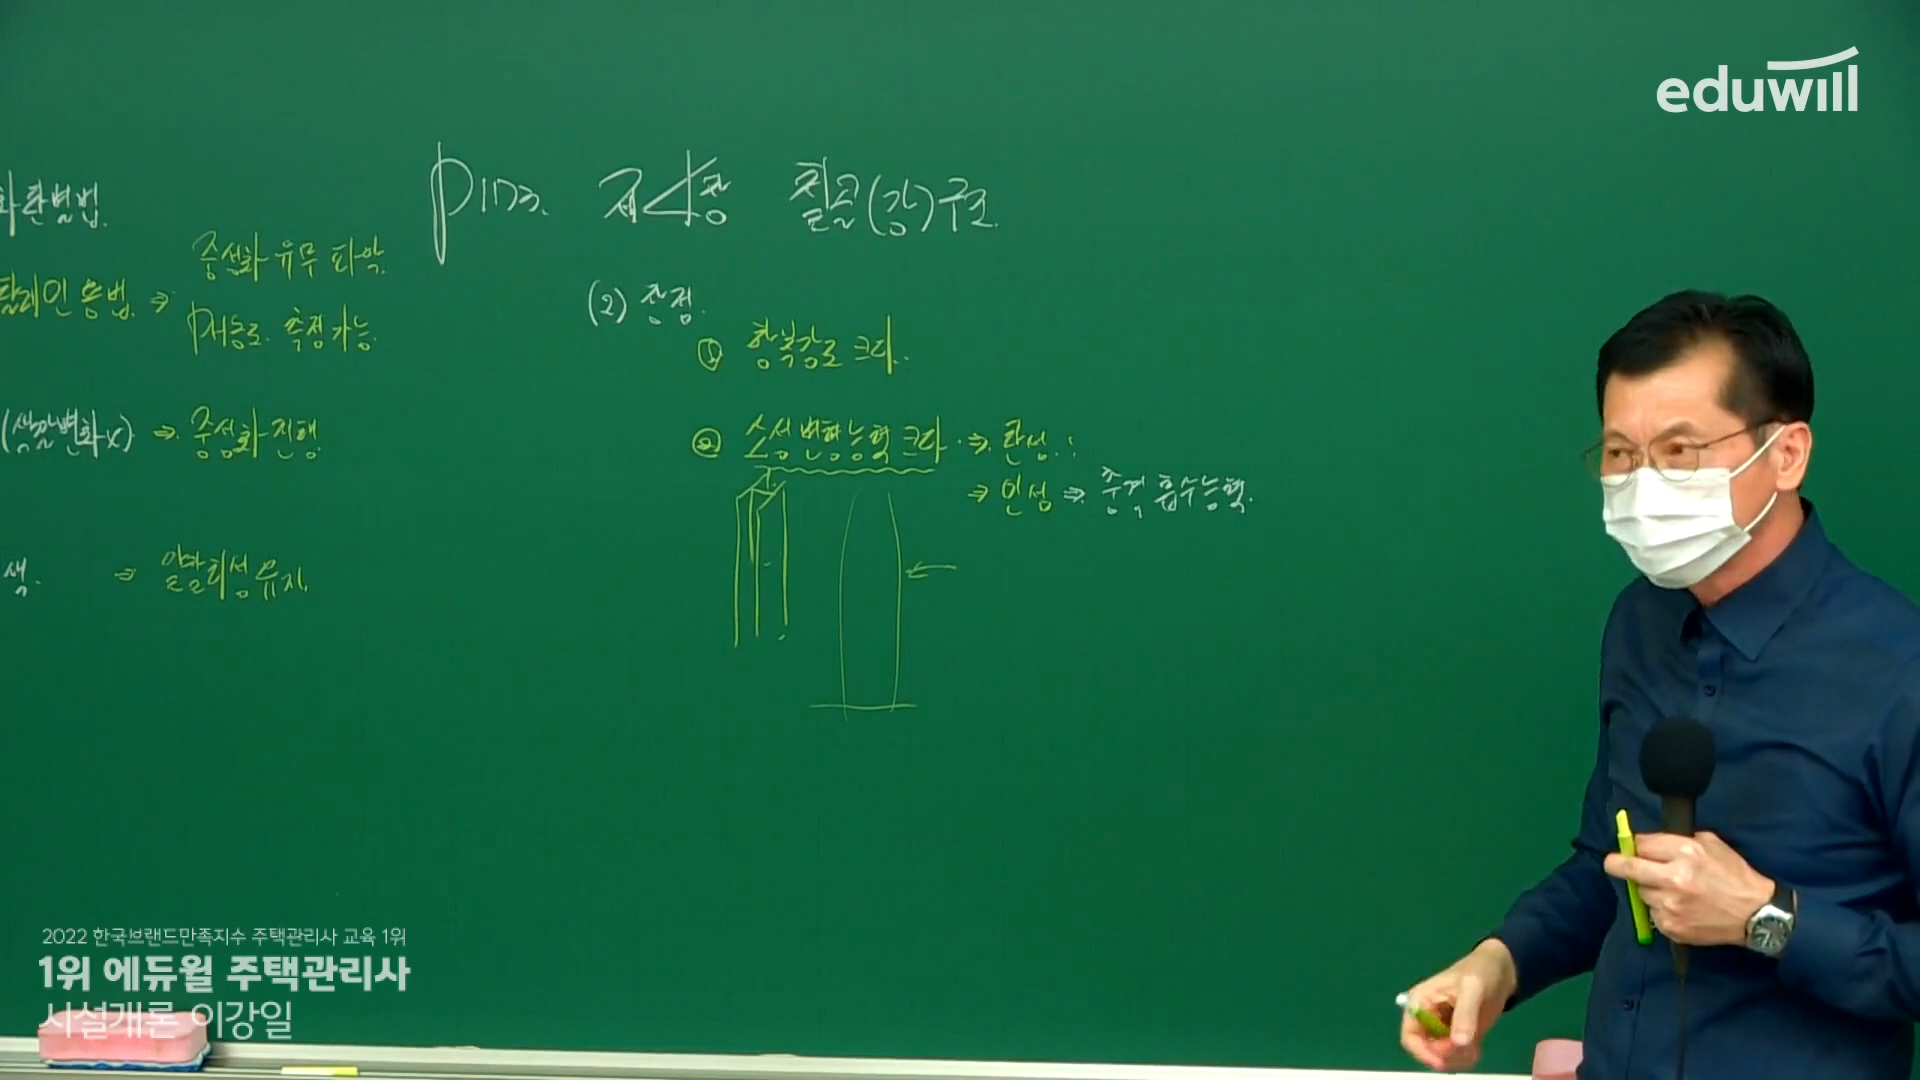 eduwill
P173. 제4장 철골(강)구조.
화 판별법.
중성화 유무 파악.
탈레인 용법. ⇒
P서능로. 측정가능.
(2) 장점.
① 항복강도 크다.
(색깔변화x) ⇒ 중성화 진행.
② 소성변형능력 크다. ⇒ 연성.:
⇒ 인성 ⇒ 충격 흡수능력.
색. ⇒ 알칼리성 유지.
2022 한국브랜드만족지수 주택관리사 교육 1위
1위 에듀윌 주택관리사
시설개론 이강일